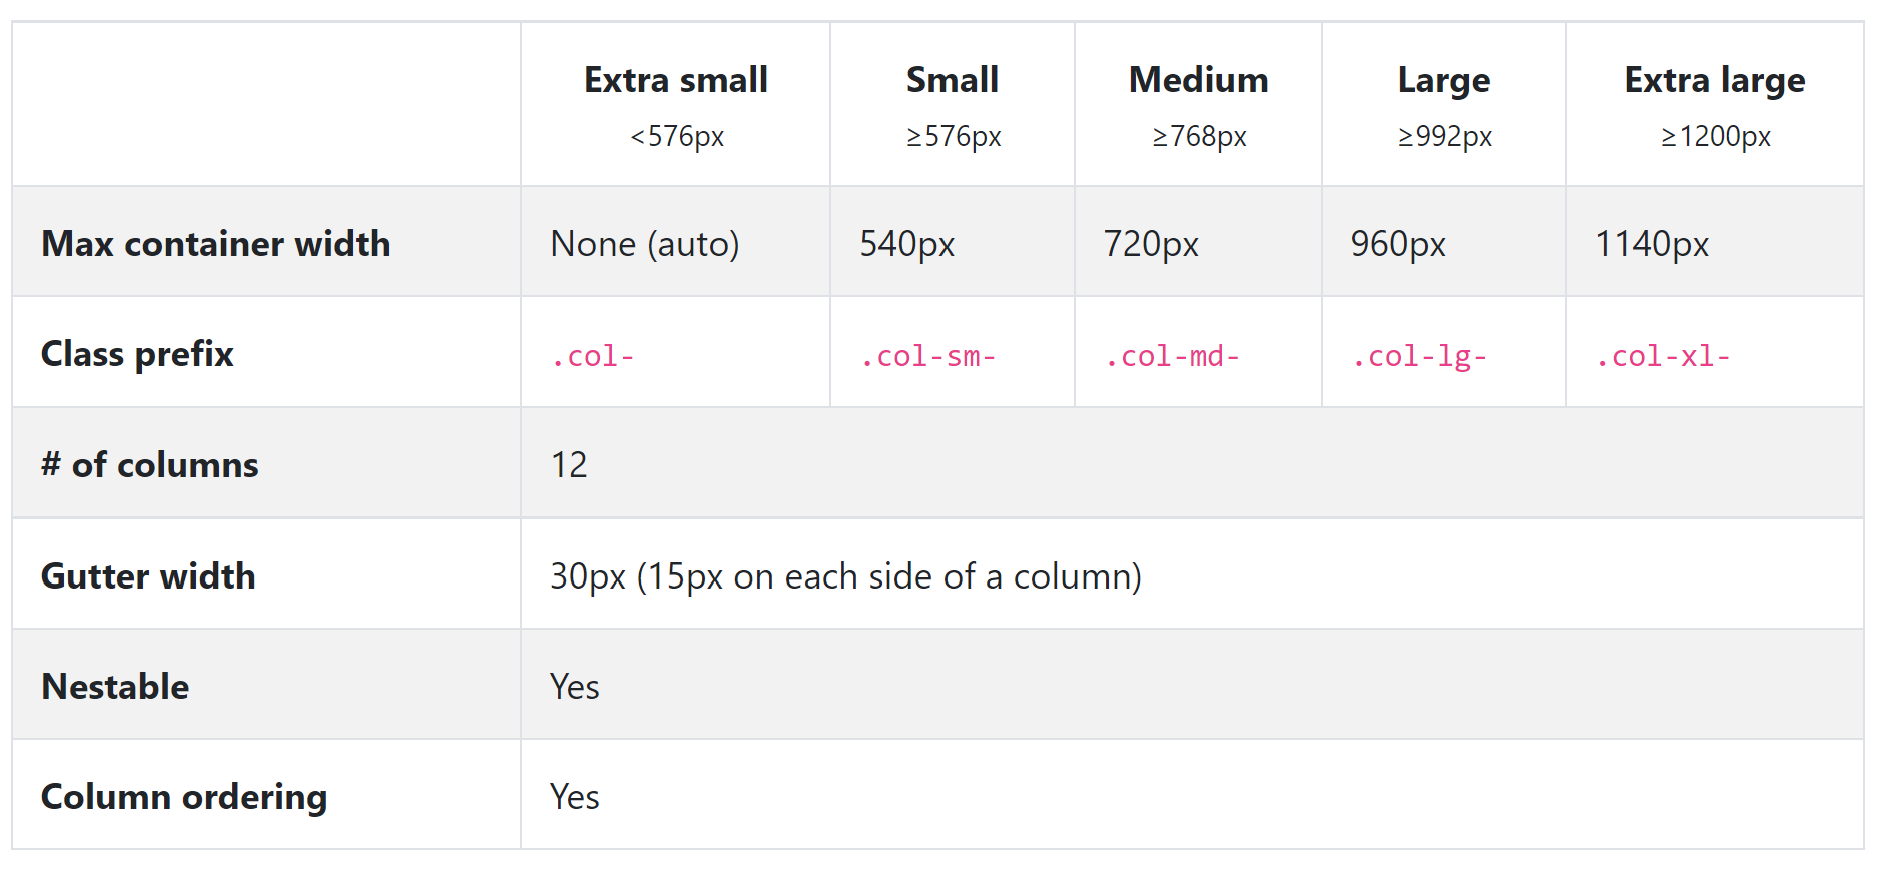 Extra small Small Medium Large Extra large
<576px ≥576px ≥768px ≥992px ≥1200px
Max container width None (auto) 540px 720px 960px 1140px
Class prefix .col- .col-sm- .col-md- .col-lg- .col-xl-
# of columns 12
Gutter width 30px (15px on each side of a column)
Nestable Yes
Column ordering Yes